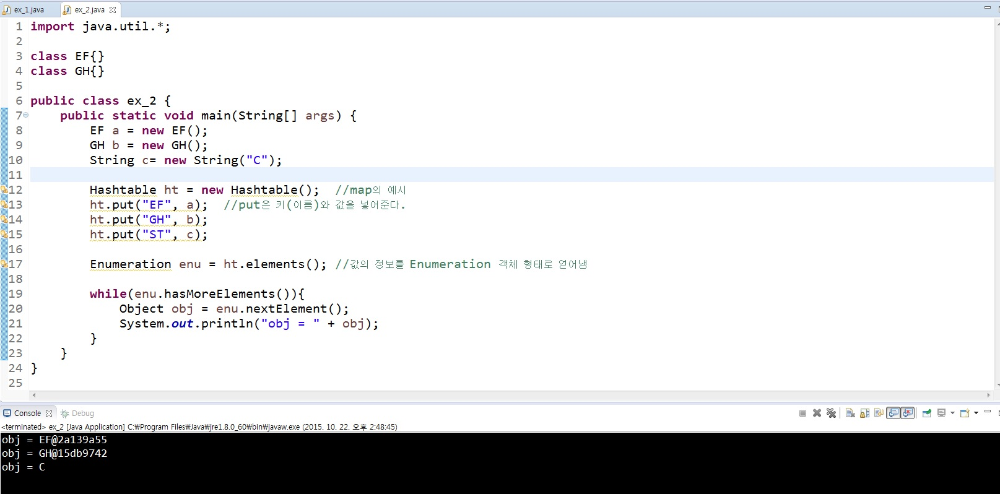 ex_1.java
ex_2.java
1 import java.util.*;
2
3 class EF{}
4 class GH{}
5
6 public class ex_2 {
7 public static void main(String[] args) {
8 EF a = new EF();
9 GH b = new GH();
10 String c= new String("C");
11
12 Hashtable ht = new Hashtable(); //map의 예시
13 ht.put("EF", a); //put은 키(이름)와 값을 넣어준다.
14 ht.put("GH", b);
15 ht.put("ST", c);
16
17 Enumeration enu = ht.elements(); //값의 정보를 Enumeration 객체 형태로 얻어냄
18
19 while(enu.hasMoreElements()){
20 Object obj = enu.nextElement();
21 System.out.println("obj = " + obj);
22 }
23 }
24 }
25
Console
Debug
<terminated> ex_2 [Java Application] C:₩Program Files₩Java₩jre1.8.0_60₩bin₩javaw.exe (2015. 10. 22. 오후 2:48:45)
obj = EF@2a139a55
obj = GH@15db9742
obj = C